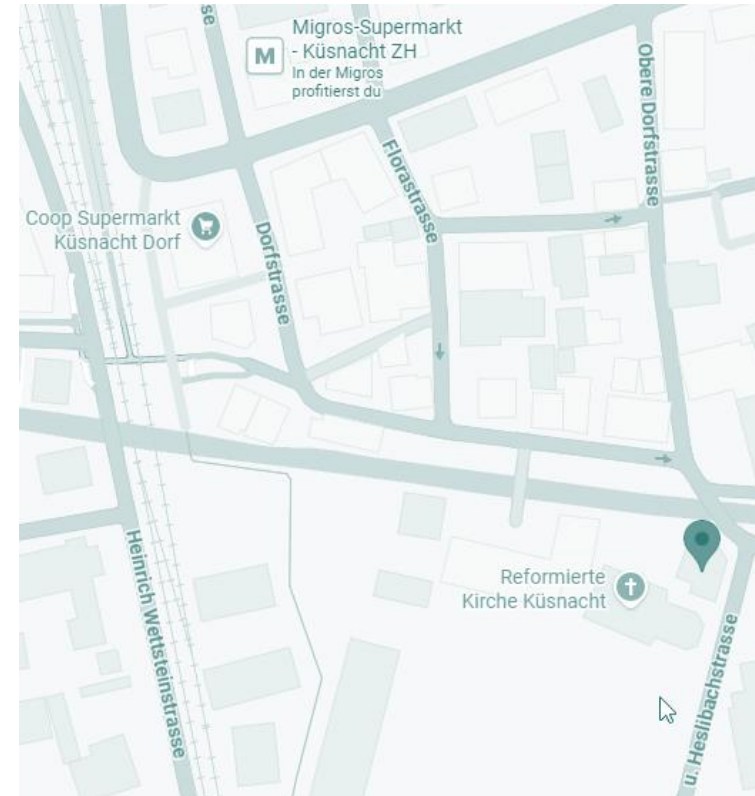 se
M
Migros-Supermarkt
- Küsnacht ZH
In der Migros
profitierst du
Obere Dorfstrasse
Florastrasse
Coop Supermarkt
Küsnacht Dorf
Dorfstrasse
Heinrich Wettsteinstrasse
Reformierte
Kirche Küsnacht
u. Heslibachstrasse